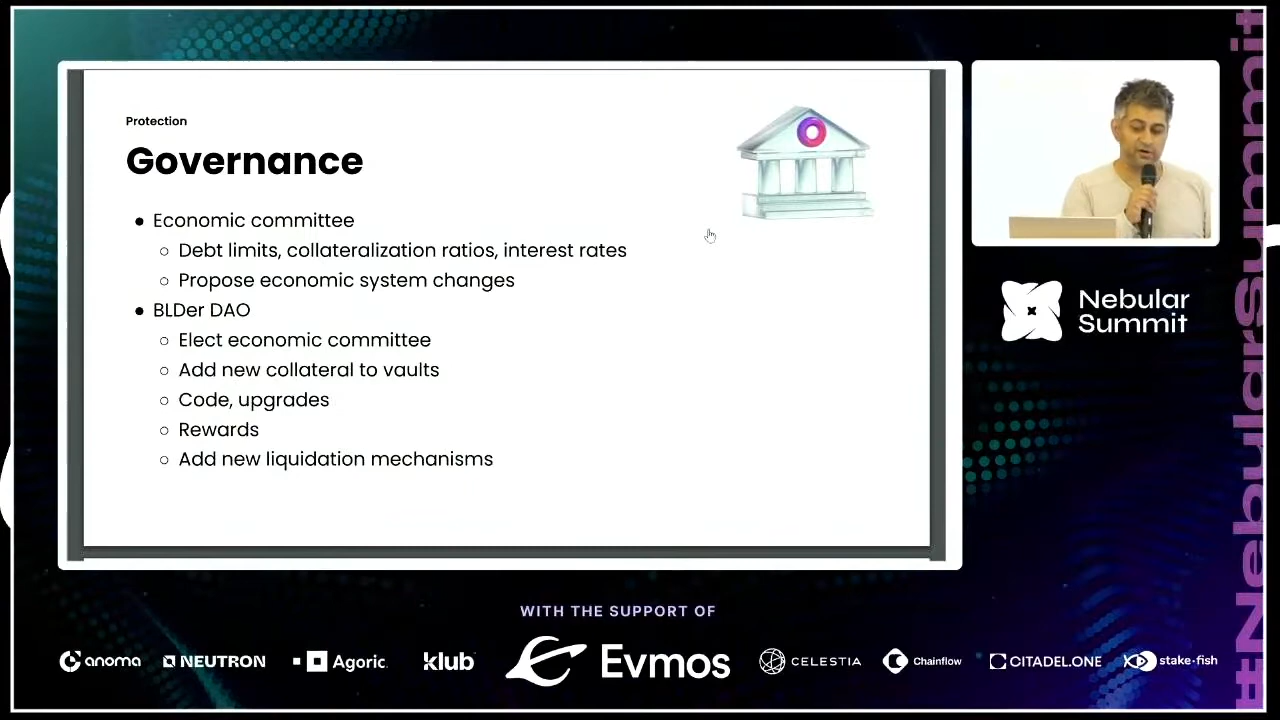 Protection
Governance
● Economic committee
○ Debt limits, collateralization ratios, interest rates
○ Propose economic system changes
● BLDer DAO
○ Elect economic committee
○ Add new collateral to vaults
○ Code, upgrades
○ Rewards
○ Add new liquidation mechanisms
Nebular
Summit
#NebularSummit
WITH THE SUPPORT OF
anoma NEUTRON Agoric klub Evmos CELESTIA Chainflow CITADEL.ONE stake·fish